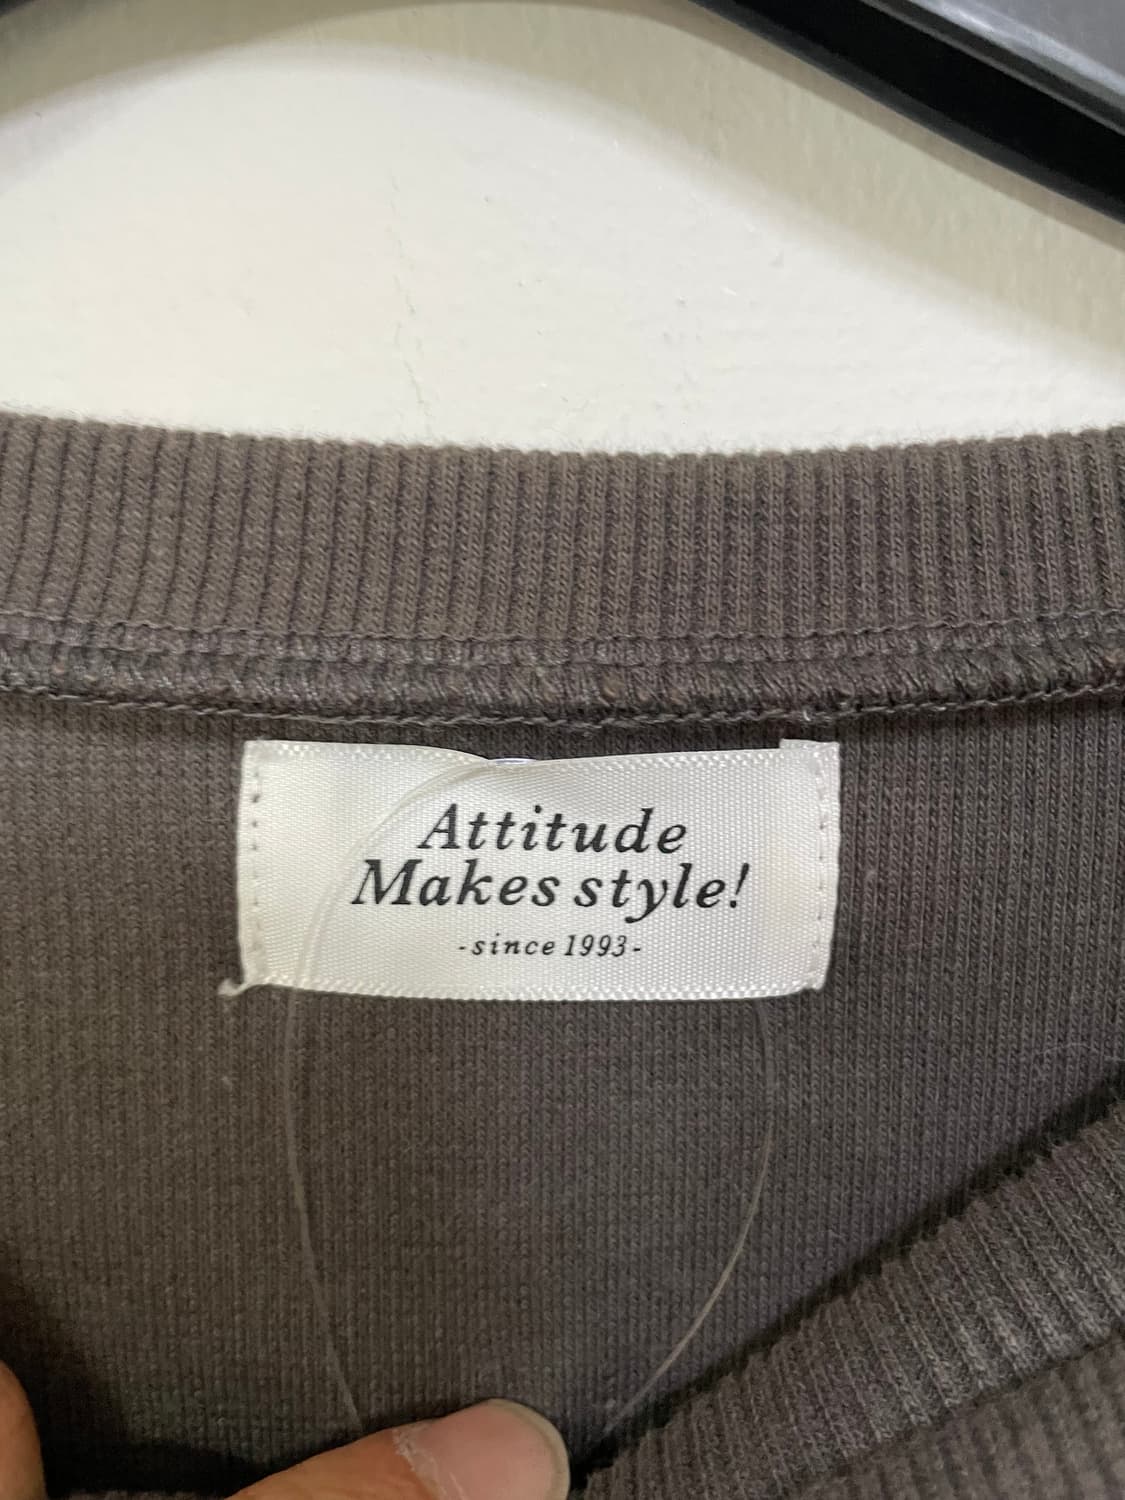 Attitude
Makes style!
-since 1993-